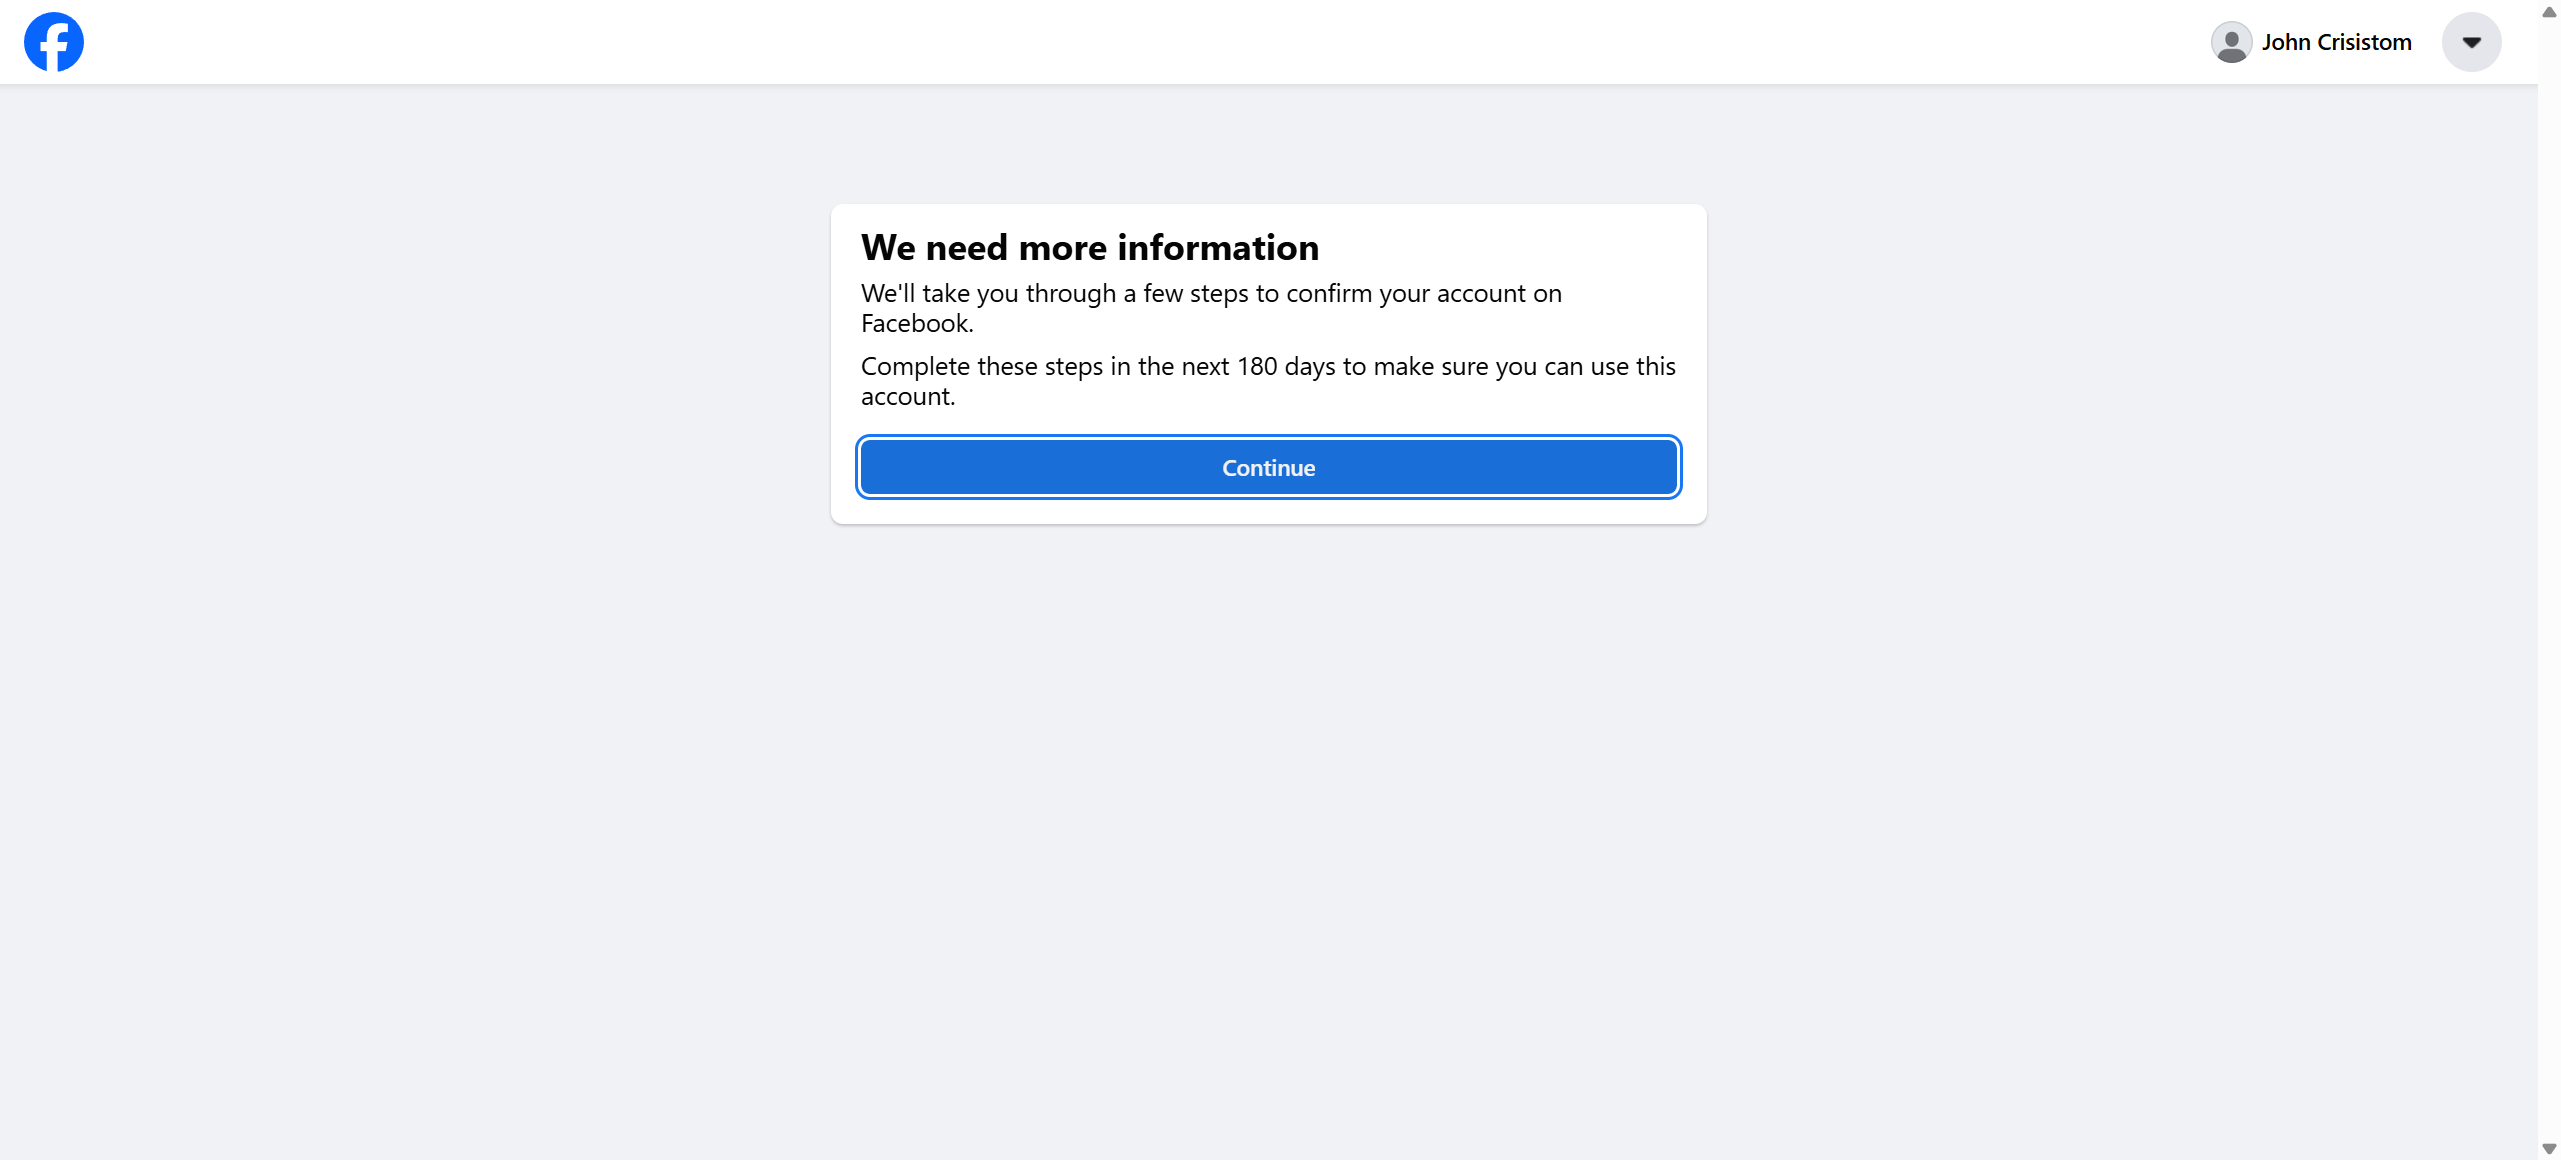 John Crisistom
We need more information
We'll take you through a few steps to confirm your account on
Facebook.
Complete these steps in the next 180 days to make sure you can use this
account.
Continue